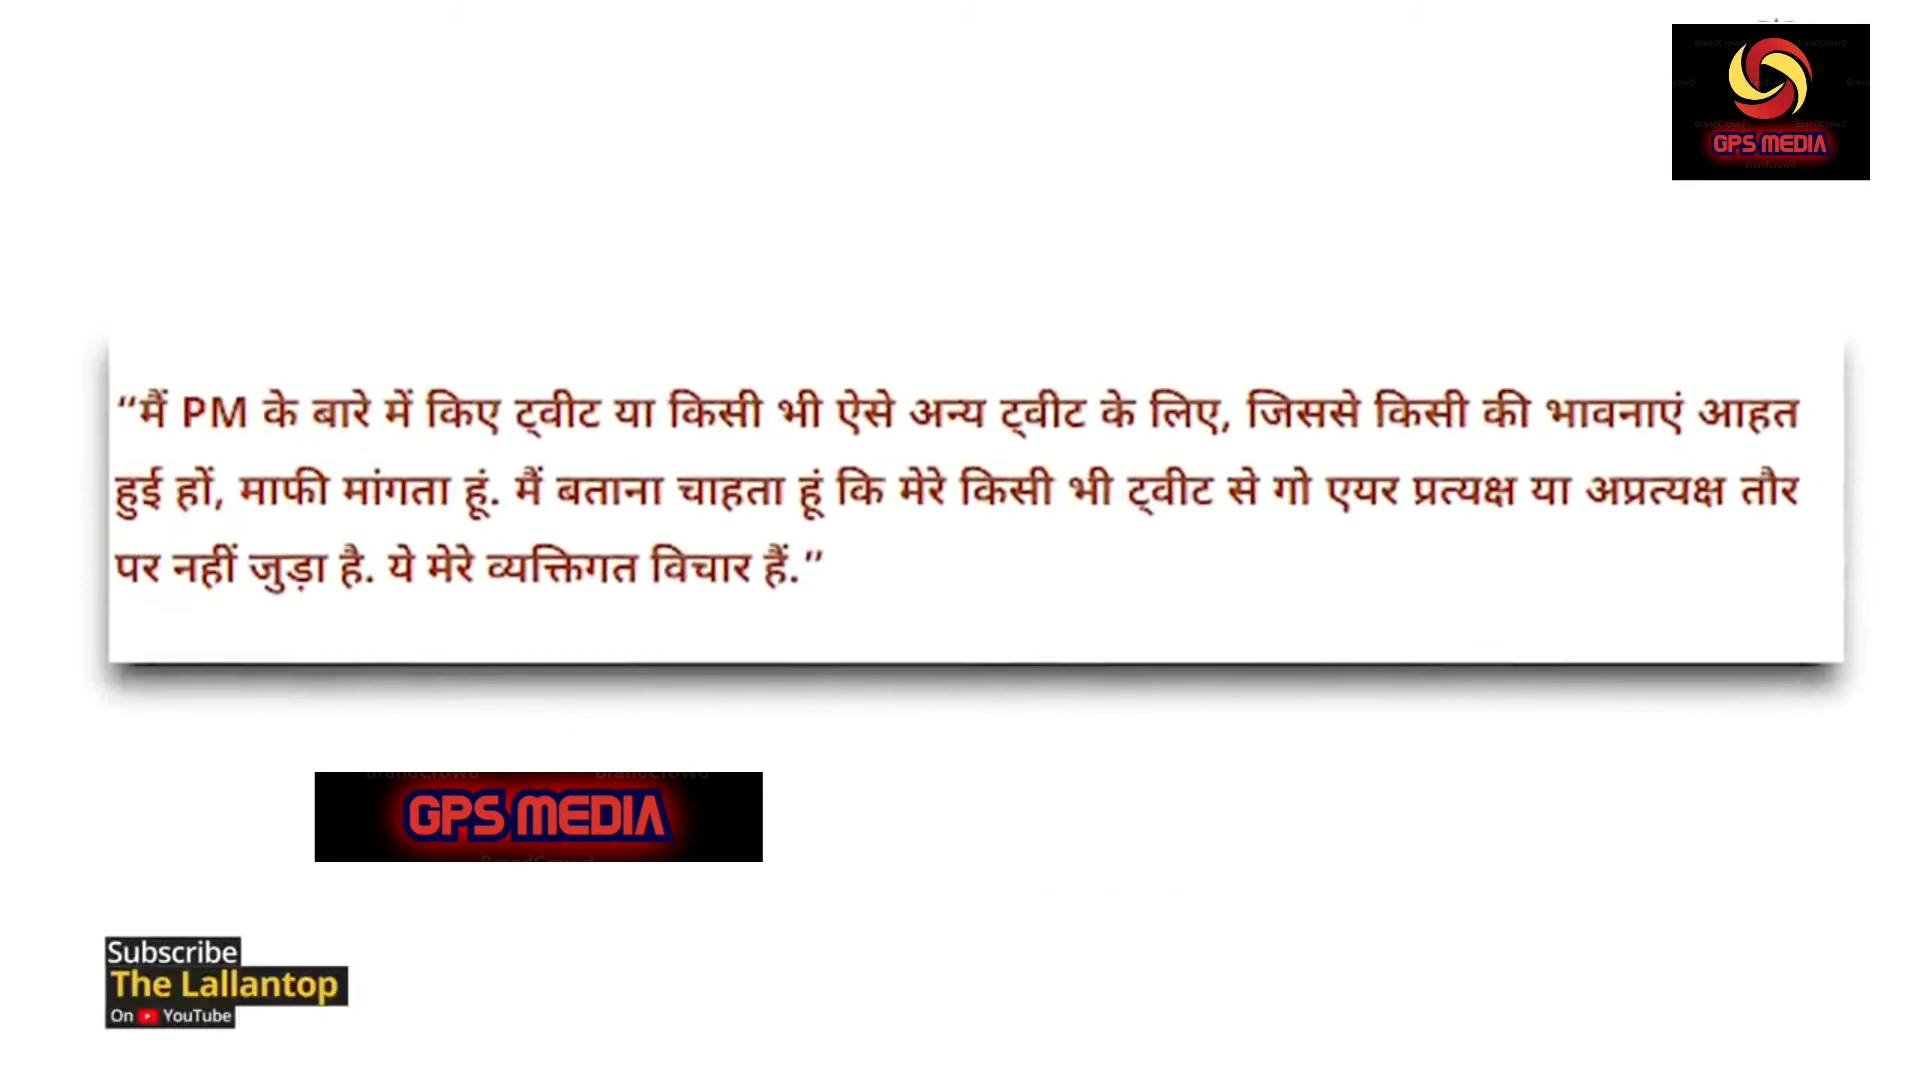 GPS MEDIA
“मैं PM के बारे में किए ट्वीट या किसी भी ऐसे अन्य ट्वीट के लिए, जिससे किसी की भावनाएं आहत
हुई हों, माफी मांगता हूं. मैं बताना चाहता हूं कि मेरे किसी भी ट्वीट से गो एयर प्रत्यक्ष या अप्रत्यक्ष तौर
पर नहीं जुड़ा है. ये मेरे व्यक्तिगत विचार हैं.”
GPS MEDIA
Subscribe
The Lallantop
On YouTube